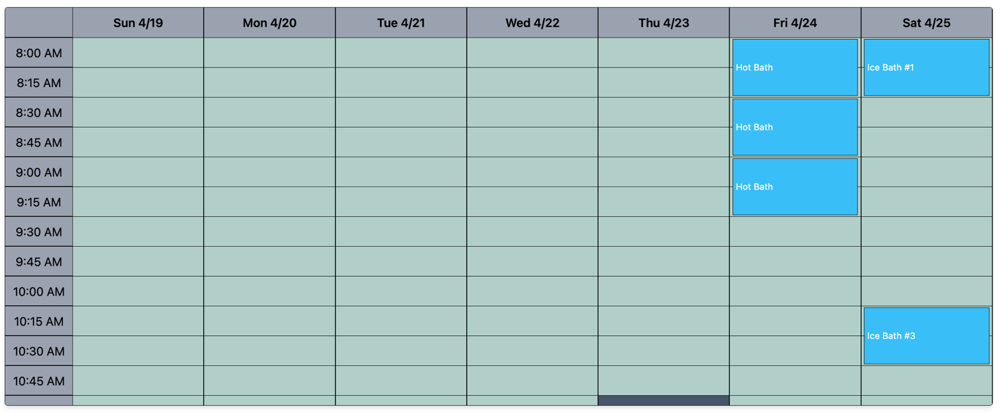 Sun 4/19 Mon 4/20 Tue 4/21 Wed 4/22 Thu 4/23 Fri 4/24 Sat 4/25
8:00 AM
Hot Bath Ice Bath #1
8:15 AM
8:30 AM
Hot Bath
8:45 AM
9:00 AM
Hot Bath
9:15 AM
9:30 AM
9:45 AM
10:00 AM
10:15 AM
Ice Bath #3
10:30 AM
10:45 AM